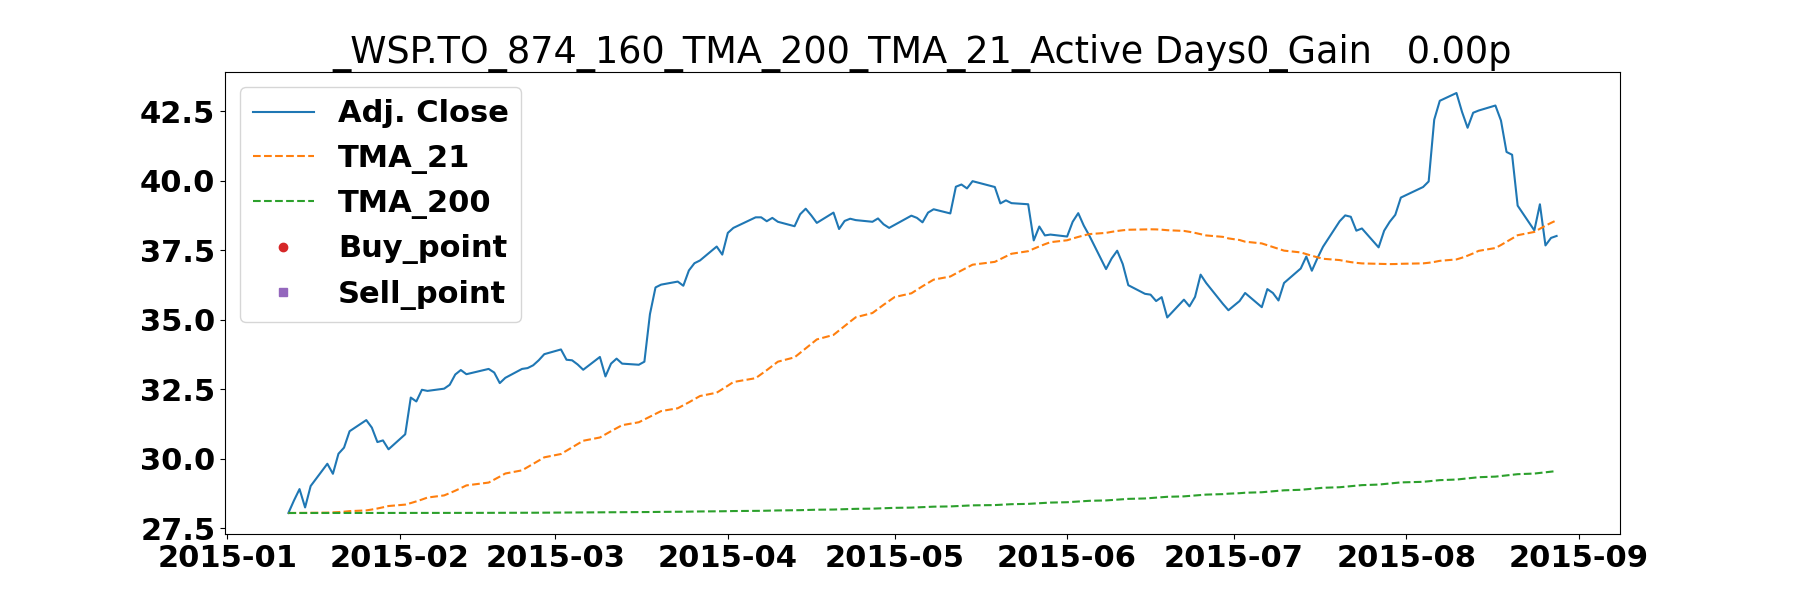 _WSP.TO_874_160_TMA_200_TMA_21_Active Days0_Gain   0.00p
Adj. Close
TMA_21
TMA_200
Buy_point
Sell_point
42.5
40.0
37.5
35.0
32.5
30.0
27.5
2015-01 2015-02 2015-03 2015-04 2015-05 2015-06 2015-07 2015-08 2015-09